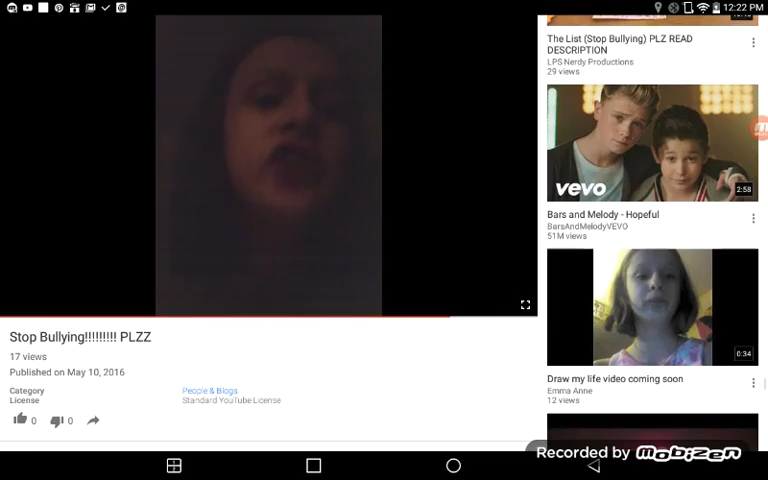 12:22 PM
The List (Stop Bullying) PLZ READ
DESCRIPTION
LPS Nerdy Productions
29 views
vevo
2:58
Bars and Melody - Hopeful
BarsAndMelodyVEVO
51M views
0:34
Draw my life video coming soon
Emma Anne
12 views
Stop Bullying!!!!!!!!! PLZZ
17 views
Published on May 10, 2016
Category People & Blogs
License Standard YouTube License
0 0
Recorded by mobizen